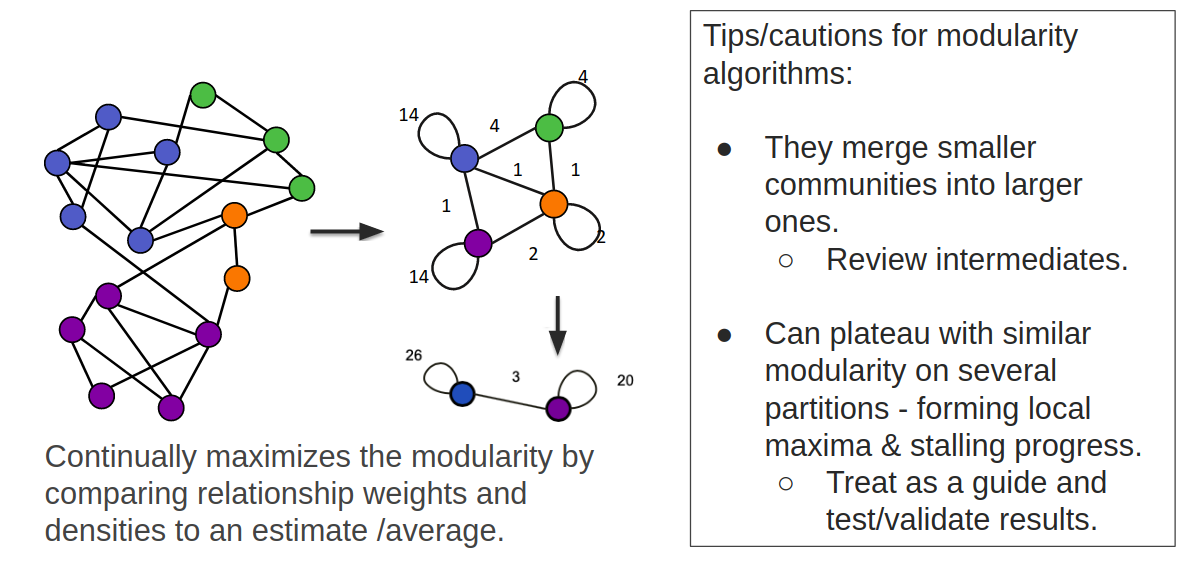 4
14
4
1
1
1
2
2
14
26
3
20
Continually maximizes the modularity by
comparing relationship weights and
densities to an estimate /average.
Tips/cautions for modularity
algorithms:
● They merge smaller
communities into larger
ones.
○ Review intermediates.
● Can plateau with similar
modularity on several
partitions - forming local
maxima & stalling progress.
○ Treat as a guide and
test/validate results.